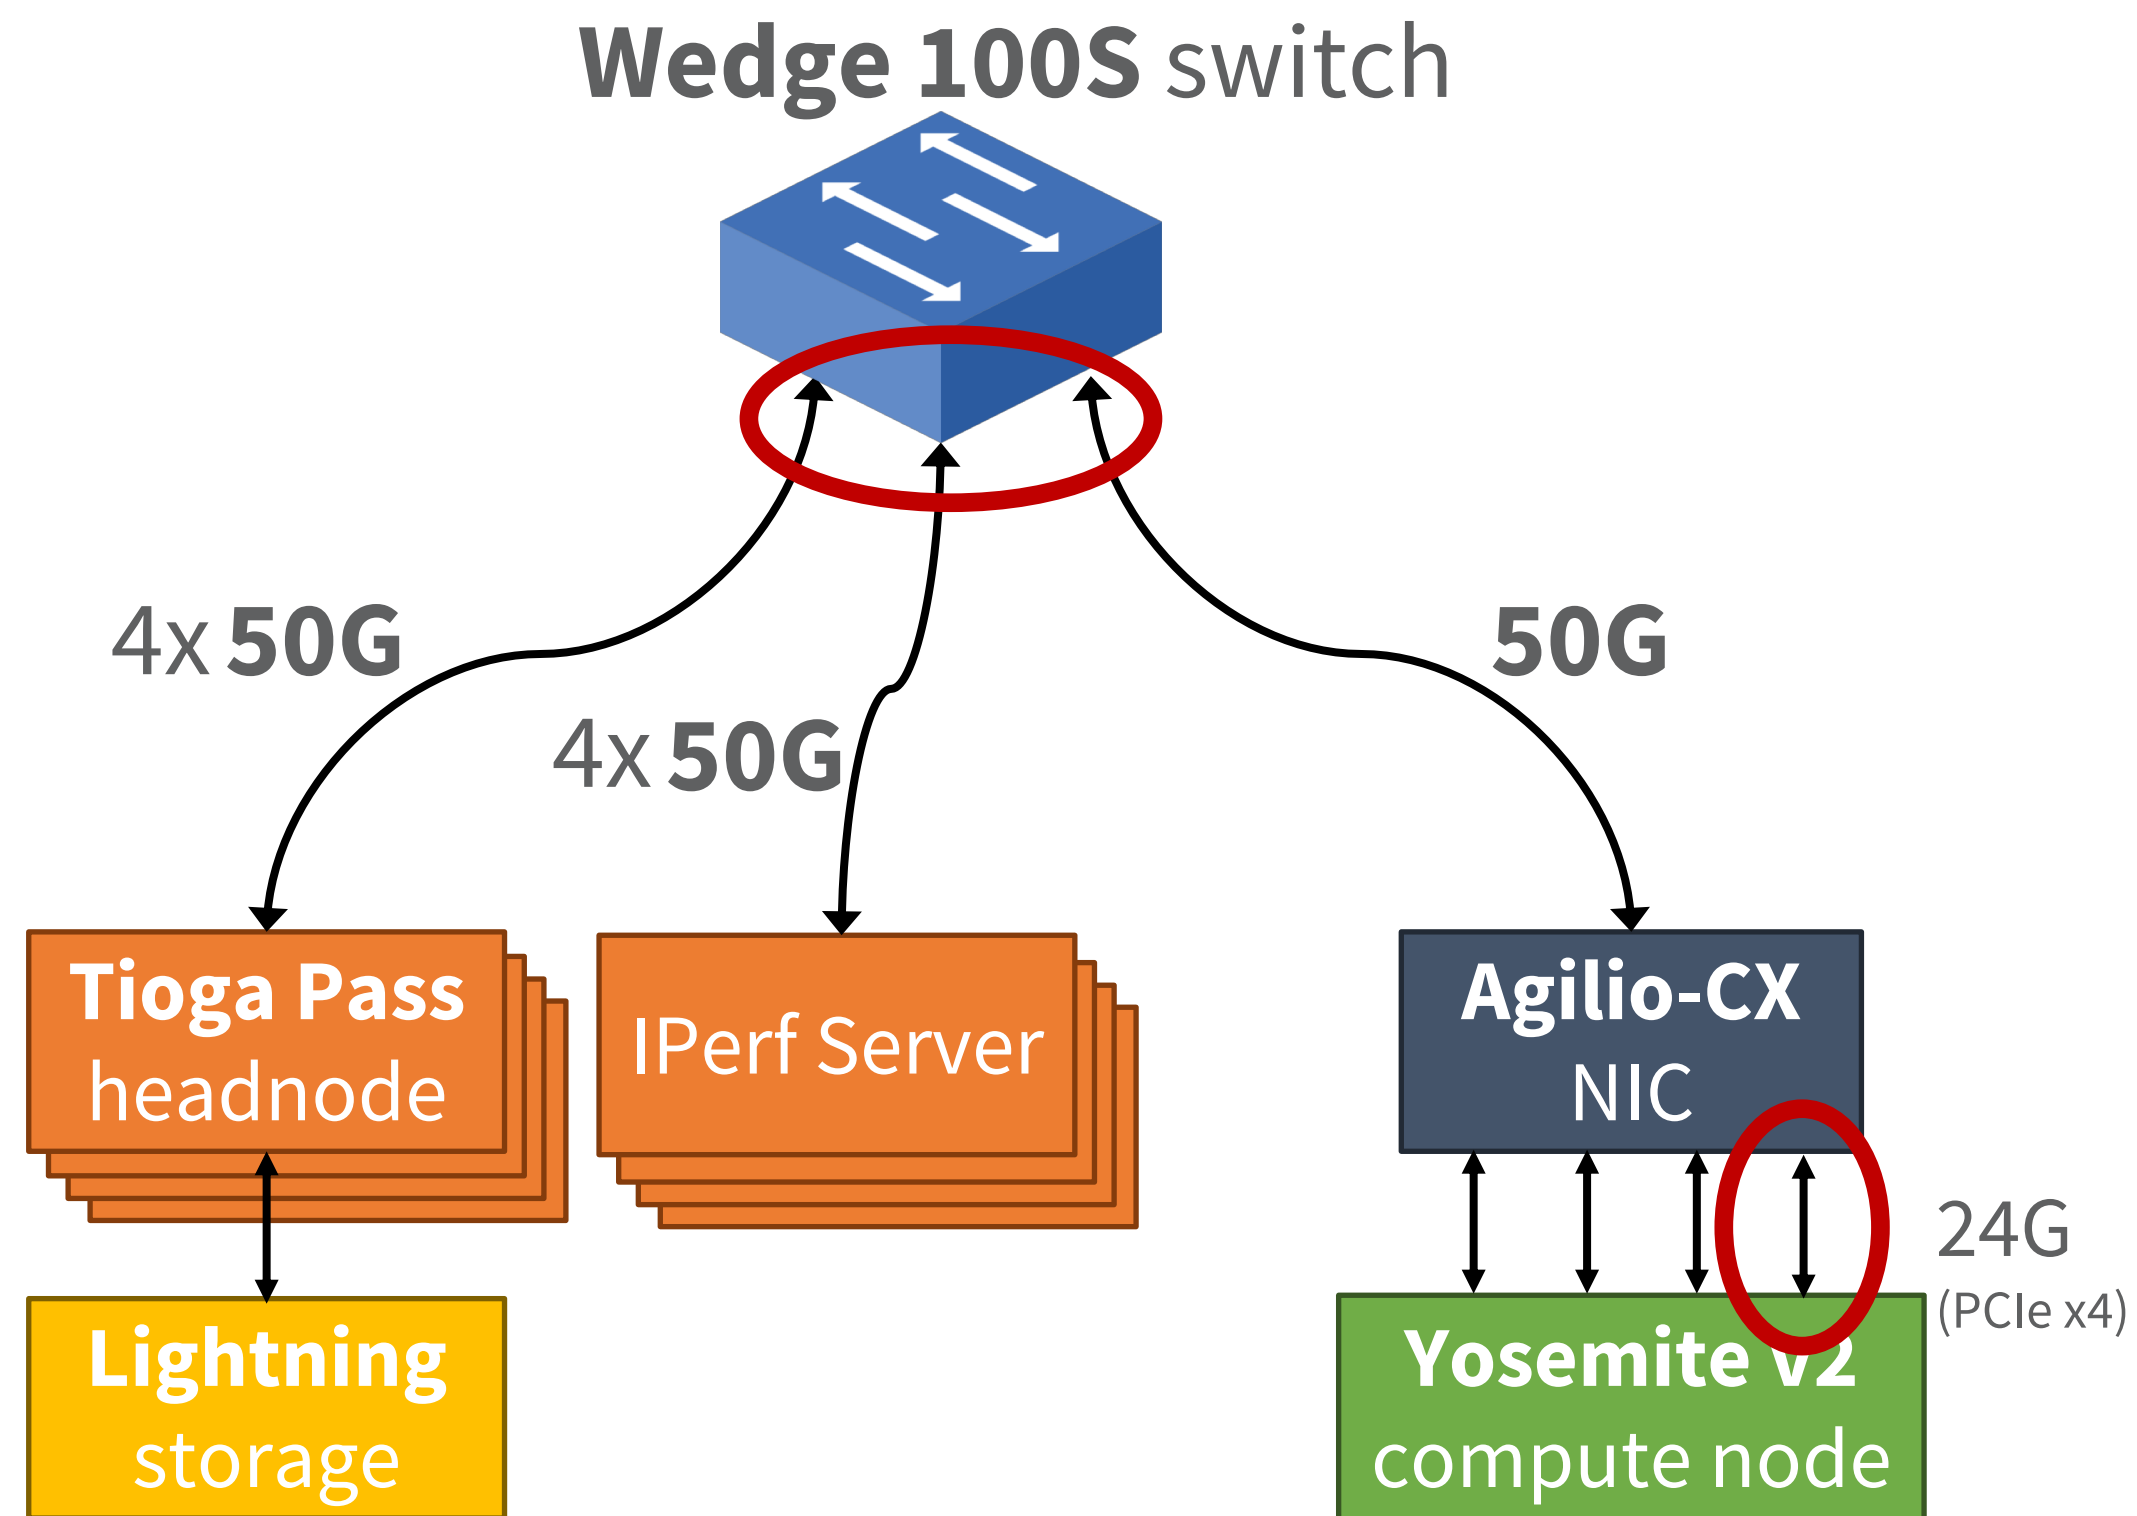 Wedge 100S switch
4x 50G
50G
4x 50G
Tioga Pass
headnode
IPerf Server
Agilio-CX
NIC
24G
(PCIe x4)
Lightning
storage
Yosemite V2
compute node